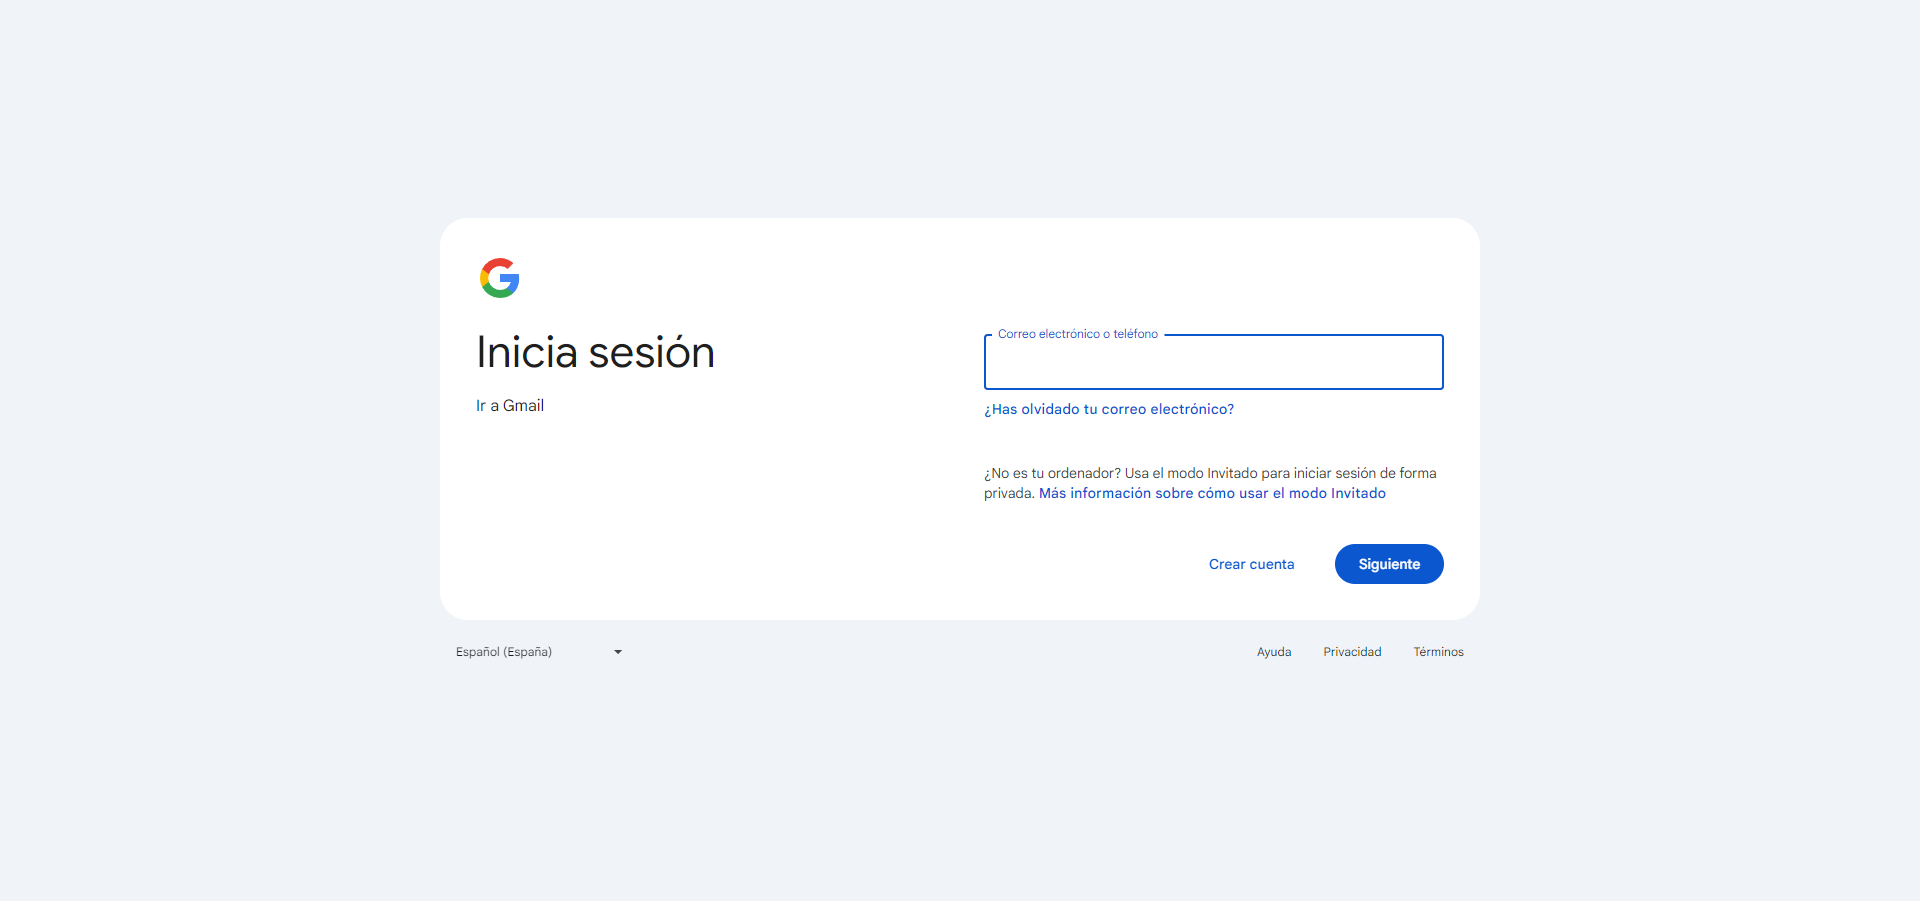 Inicia sesión
Ir a Gmail
Correo electrónico o teléfono
¿Has olvidado tu correo electrónico?
¿No es tu ordenador? Usa el modo Invitado para iniciar sesión de forma
privada. Más información sobre cómo usar el modo Invitado
Crear cuenta
Siguiente
Español (España)
Ayuda
Privacidad
Términos